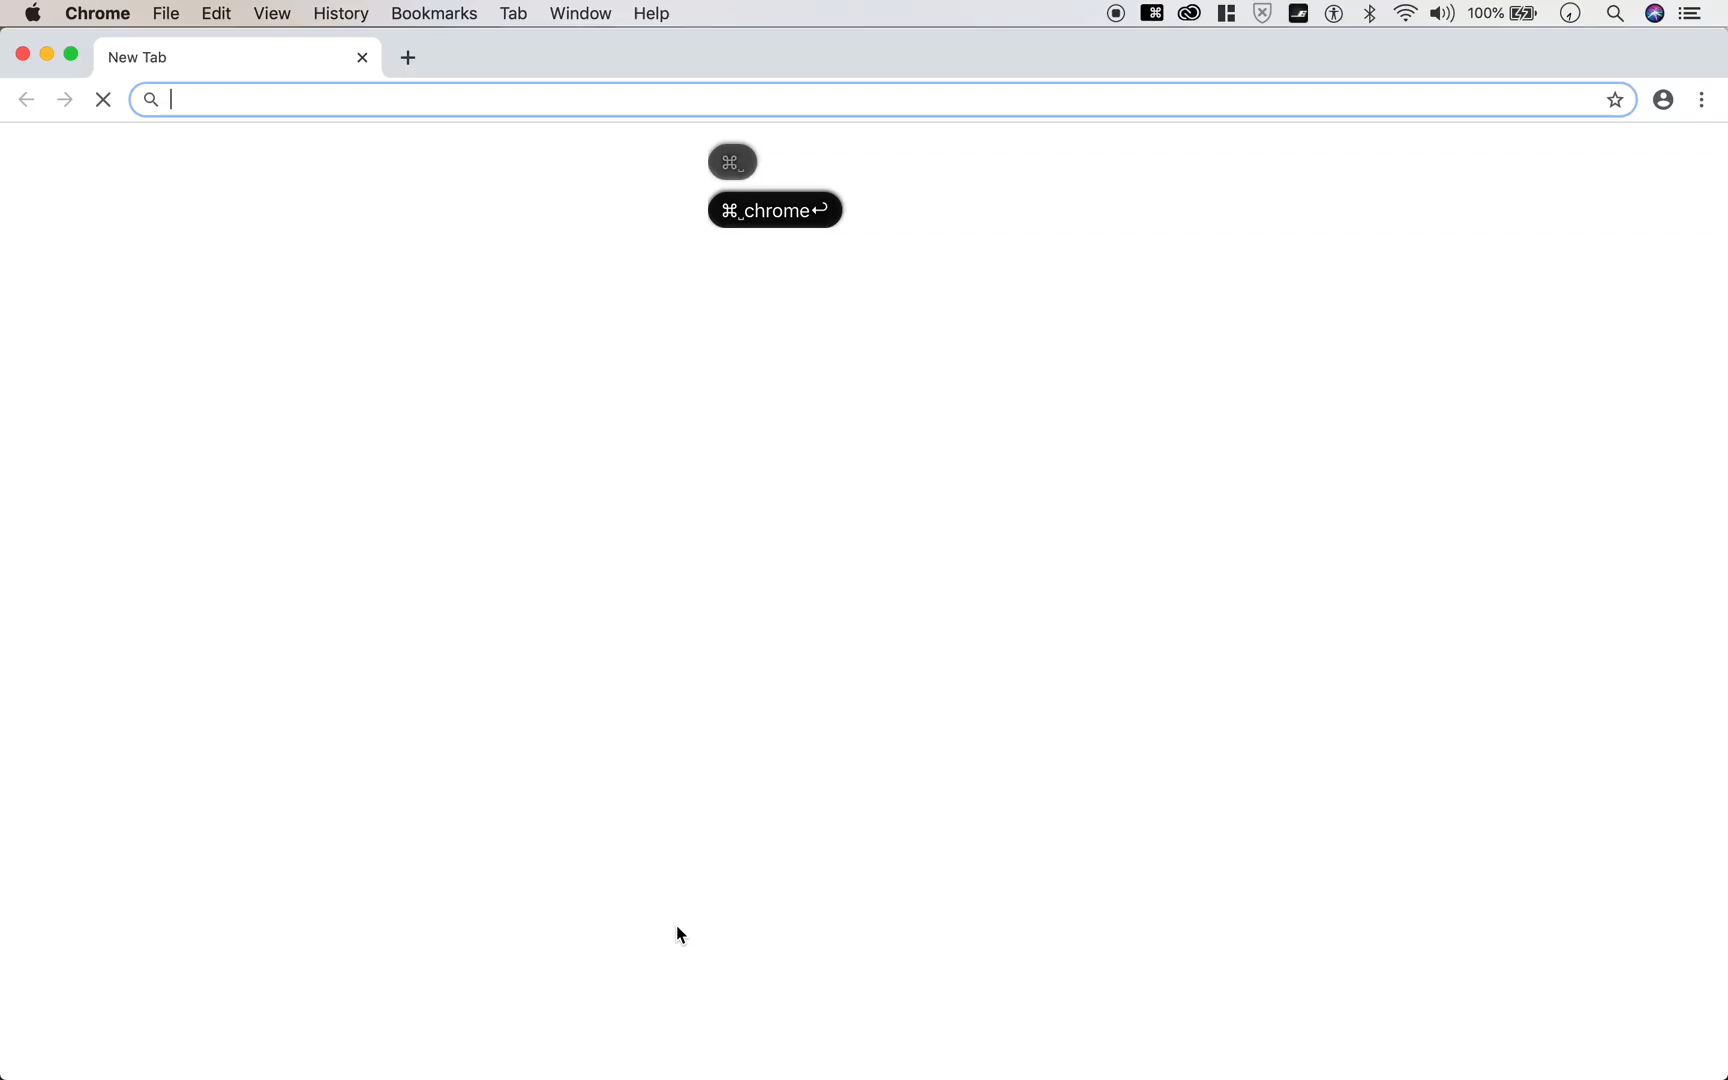 Chrome File Edit View History Bookmarks Tab Window Help 100%
New Tab
⌘␣
⌘␣chrome↩